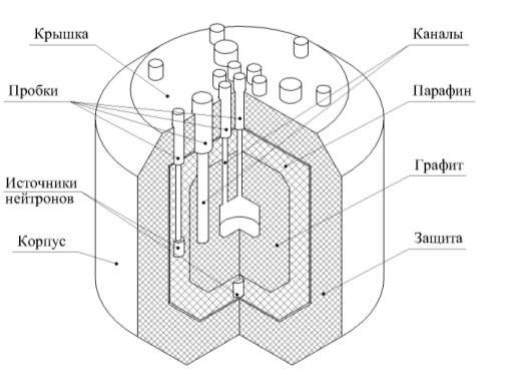 Крышка
Пробки
Источники
нейтронов
Корпус
Каналы
Парафин
Графит
Защита